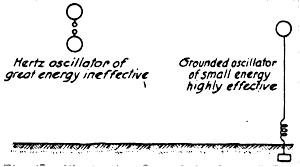 Hertz oscillator of
great energy ineffective
Grounded oscillator
of small energy
highly effective